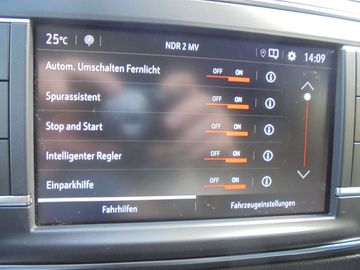 25°C NDR 2 MV 14:09
Autom. Umschalten Fernlicht OFF ON
Spurassistent OFF ON
Stop and Start OFF ON
Intelligenter Regler OFF ON
Einparkhilfe OFF ON
Fahrhilfen Fahrzeugeinstellungen